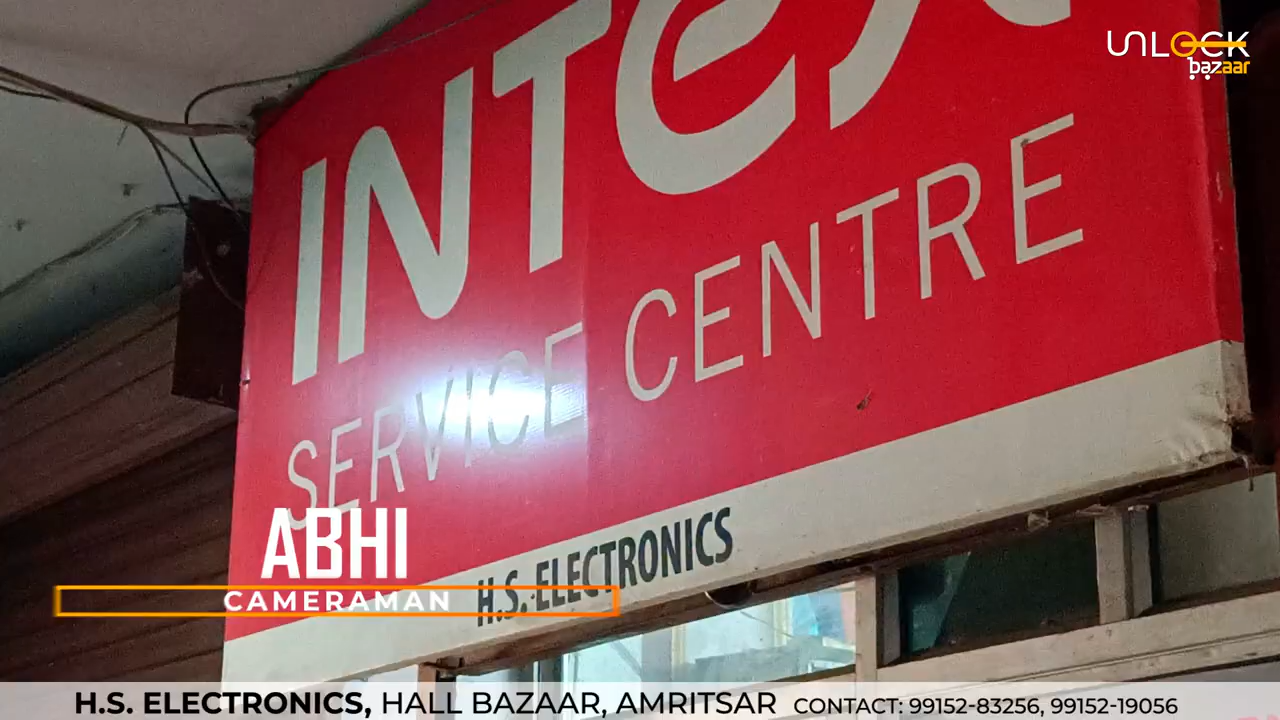 UNLOCK
bazaar
INTEX
SERVICE CENTRE
H.S. ELECTRONICS
ABHI
CAMERAMAN
H.S. ELECTRONICS, HALL BAZAAR, AMRITSAR CONTACT: 99152-83256, 99152-19056